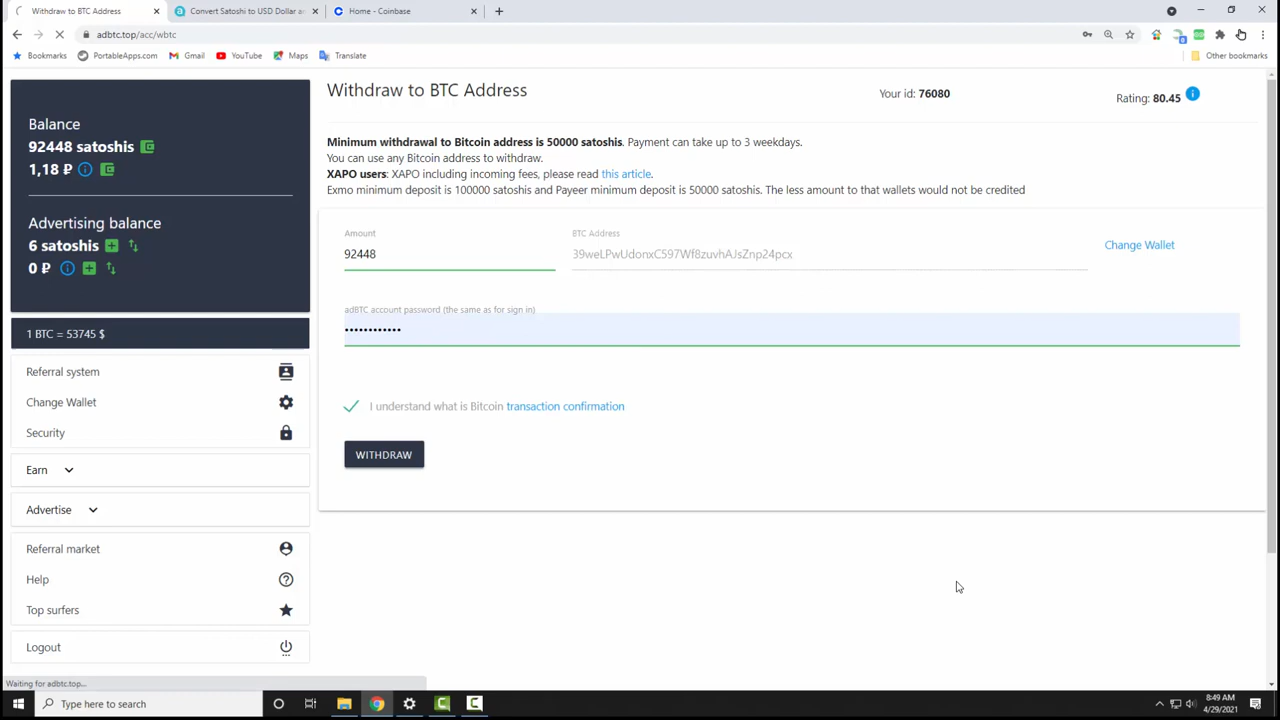 Withdraw to BTC Address
Convert Satoshi to USD Dollar a
Home - Coinbase
adbtc.top/acc/wbtc
Bookmarks
PortableApps.com
Gmail
YouTube
Maps
Translate
Other bookmarks
Balance
92448 satoshis
1,18 ₽
Advertising balance
6 satoshis
0 ₽
1 BTC = 53745 $
Referral system
Change Wallet
Security
Earn
Advertise
Referral market
Help
Top surfers
Logout
Withdraw to BTC Address
Your id: 76080
Rating: 80.45
Minimum withdrawal to Bitcoin address is 50000 satoshis. Payment can take up to 3 weekdays.
You can use any Bitcoin address to withdraw.
XAPO users: XAPO including incoming fees, please read this article.
Exmo minimum deposit is 100000 satoshis and Payeer minimum deposit is 50000 satoshis. The less amount to that wallets would not be credited
Amount
92448
BTC Address
39weLPwUdonxC597Wf8zuvhAJsZnp24pcx
Change Wallet
adBTC account password (the same as for sign in)
••••••••••••
I understand what is Bitcoin transaction confirmation
WITHDRAW
Waiting for adbtc.top...
Type here to search
8:49 AM
4/29/2021